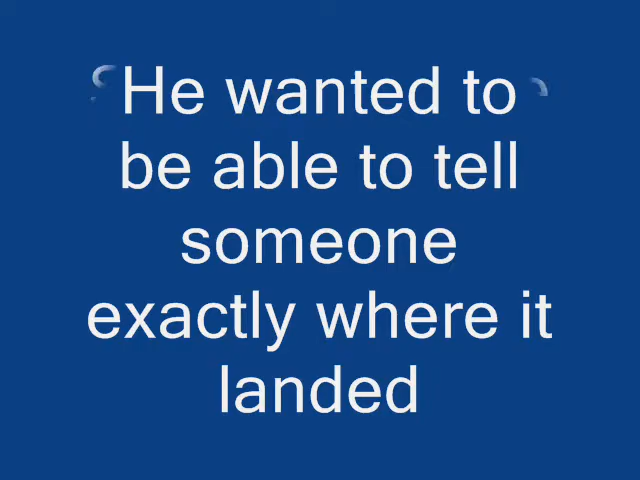 He wanted to
be able to tell
someone
exactly where it
landed